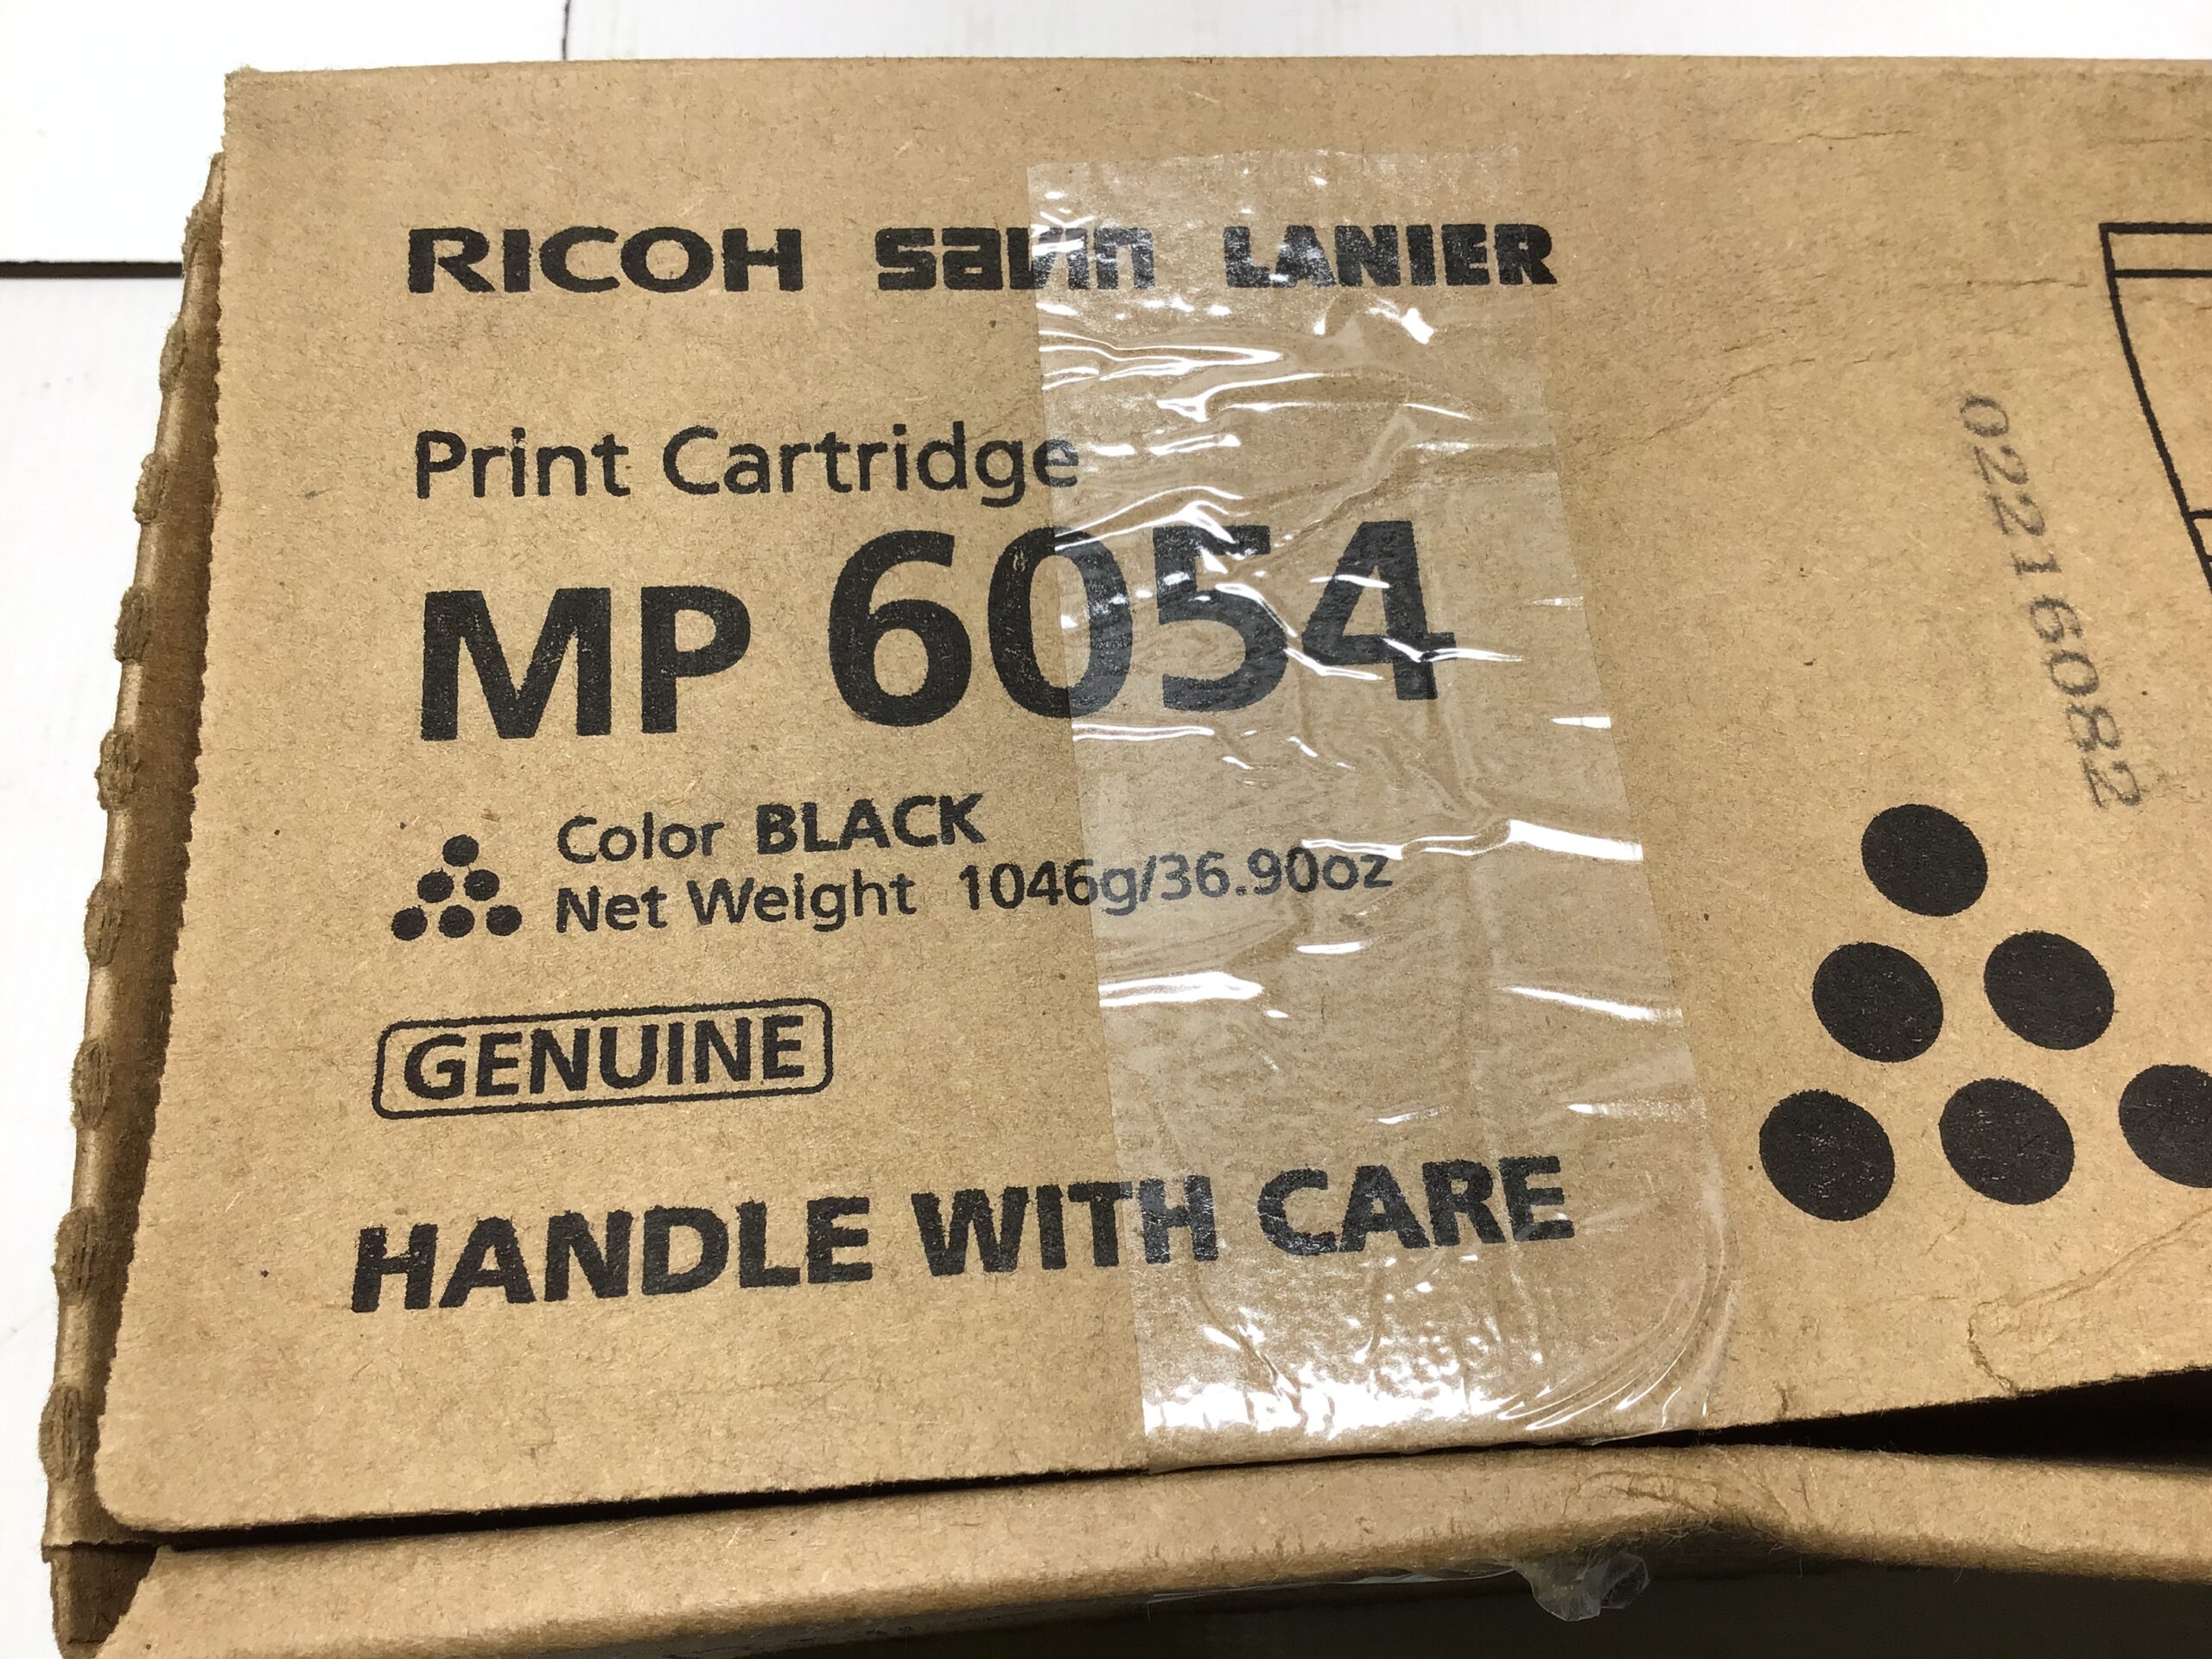 RICOH savin LANIER
Print Cartridge
MP 6054
Color BLACK
Net Weight 1046g/36.90oz
GENUINE
HANDLE WITH CARE
02216082